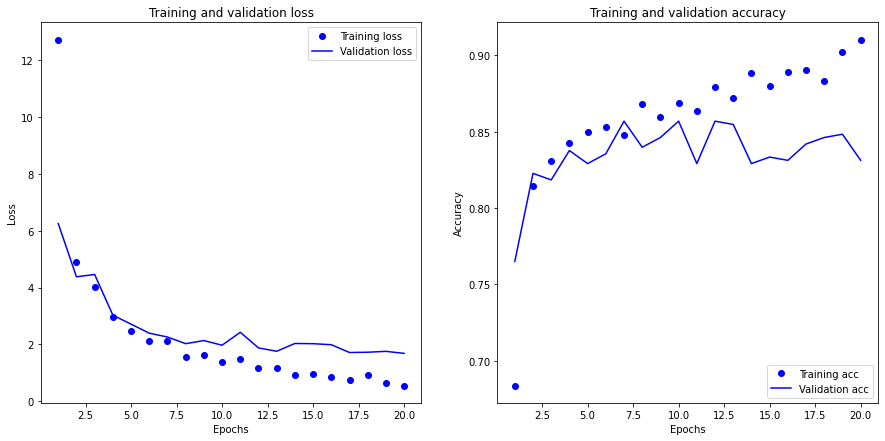 Training and validation loss
Training loss
Validation loss
12
10
8
6
4
2
0
Loss
2.5 5.0 7.5 10.0 12.5 15.0 17.5 20.0
Epochs
Training and validation accuracy
0.90
0.85
0.80
0.75
0.70
Accuracy
Training acc
Validation acc
2.5 5.0 7.5 10.0 12.5 15.0 17.5 20.0
Epochs